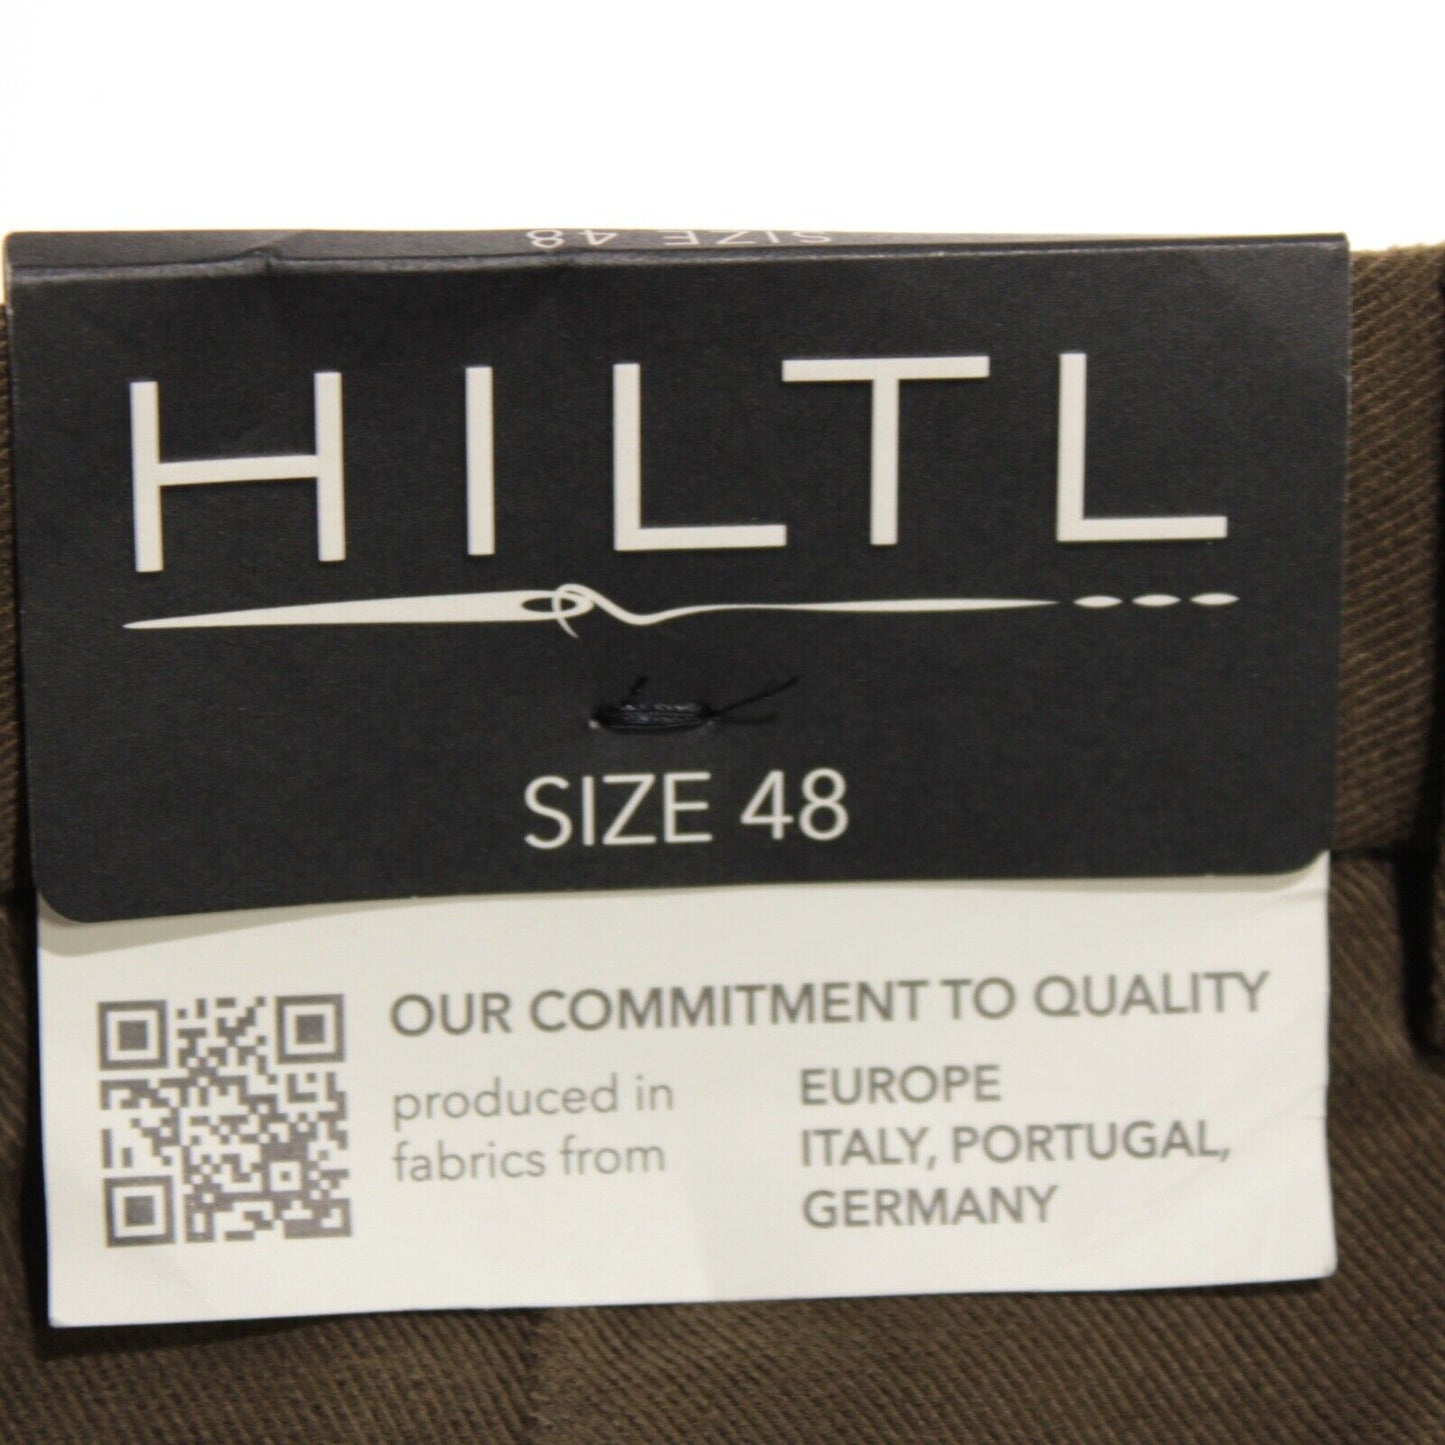 SIZE 48
HILTL
SIZE 48
OUR COMMITMENT TO QUALITY
produced in EUROPE
fabrics from ITALY, PORTUGAL,
GERMANY